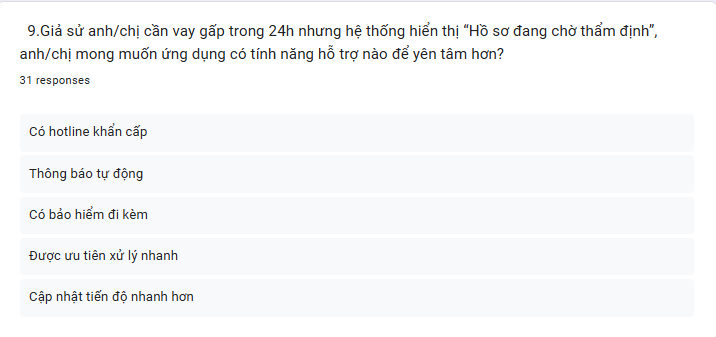 9.Giả sử anh/chị cần vay gấp trong 24h nhưng hệ thống hiển thị “Hồ sơ đang chờ thẩm định”,
anh/chị mong muốn ứng dụng có tính năng hỗ trợ nào để yên tâm hơn?
31 responses
Có hotline khẩn cấp
Thông báo tự động
Có bảo hiểm đi kèm
Được ưu tiên xử lý nhanh
Cập nhật tiến độ nhanh hơn